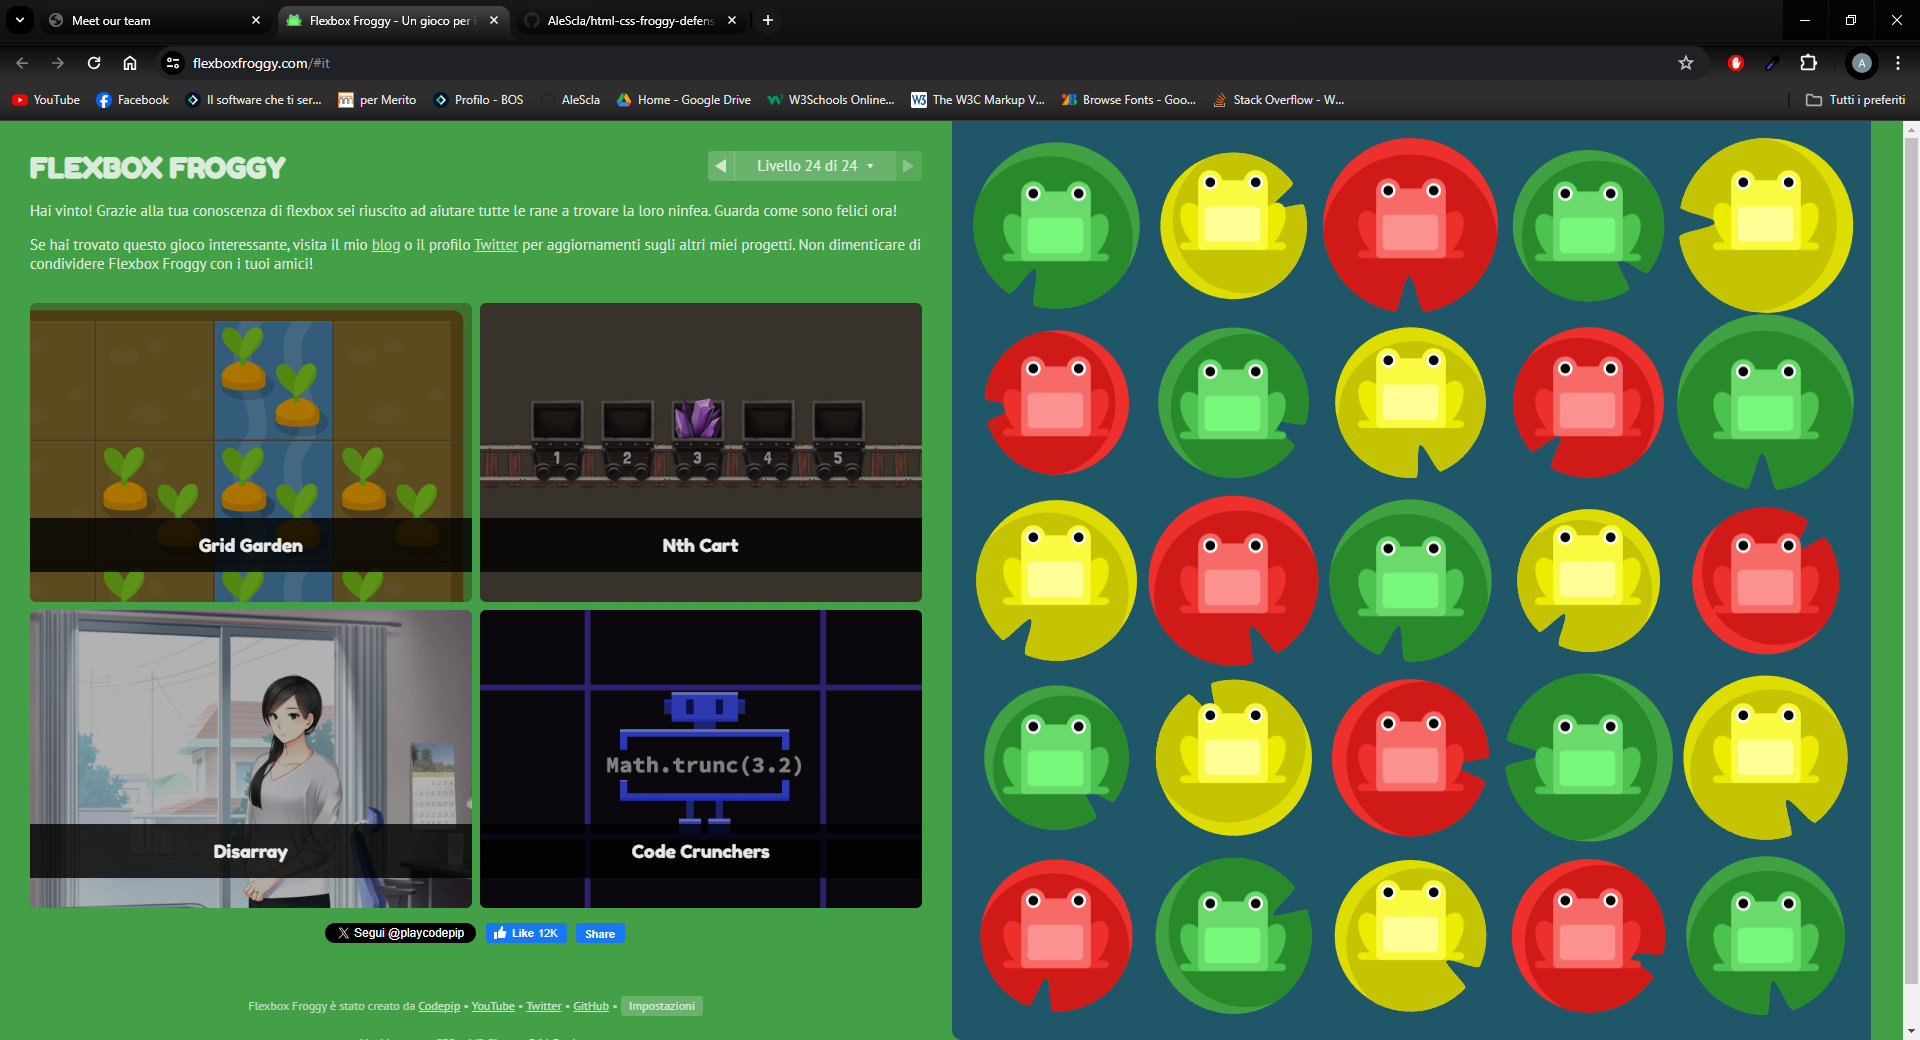 Meet our team
Flexbox Froggy - Un gioco per i
AleScla/html-css-froggy-defens
flexboxfroggy.com/#it
A
YouTube
Facebook
Il software che ti ser...
per Merito
Profilo - BOS
AleScla
Home - Google Drive
W3Schools Online...
The W3C Markup V...
Browse Fonts - Goo...
Stack Overflow - W...
Tutti i preferiti
FLEXBOX FROGGY
Livello 24 di 24
Hai vinto! Grazie alla tua conoscenza di flexbox sei riuscito ad aiutare tutte le rane a trovare la loro ninfea. Guarda come sono felici ora!
Se hai trovato questo gioco interessante, visita il mio blog o il profilo Twitter per aggiornamenti sugli altri miei progetti. Non dimenticare di
condividere Flexbox Froggy con i tuoi amici!
1 2 3 4 5
Grid Garden
Nth Cart
Math.trunc(3.2)
Disarray
Code Crunchers
Segui @playcodepip
Like 12K
Share
Flexbox Froggy è stato creato da Codepip • YouTube • Twitter • GitHub • Impostazioni